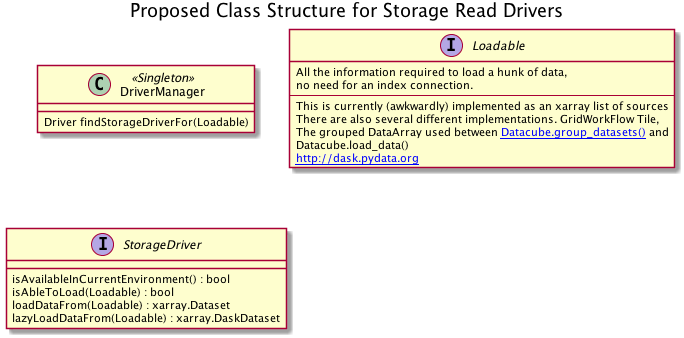 Proposed Class Structure for Storage Read Drivers
C
«Singleton»
DriverManager
Driver findStorageDriverFor(Loadable)
I
Loadable
All the information required to load a hunk of data,
no need for an index connection.
This is currently (awkwardly) implemented as an xarray list of sources
There are also several different implementations. GridWorkFlow Tile,
The grouped DataArray used between Datacube.group_datasets() and
Datacube.load_data()
http://dask.pydata.org
I
StorageDriver
isAvailableInCurrentEnvironment() : bool
isAbleToLoad(Loadable) : bool
loadDataFrom(Loadable) : xarray.Dataset
lazyLoadDataFrom(Loadable) : xarray.DaskDataset